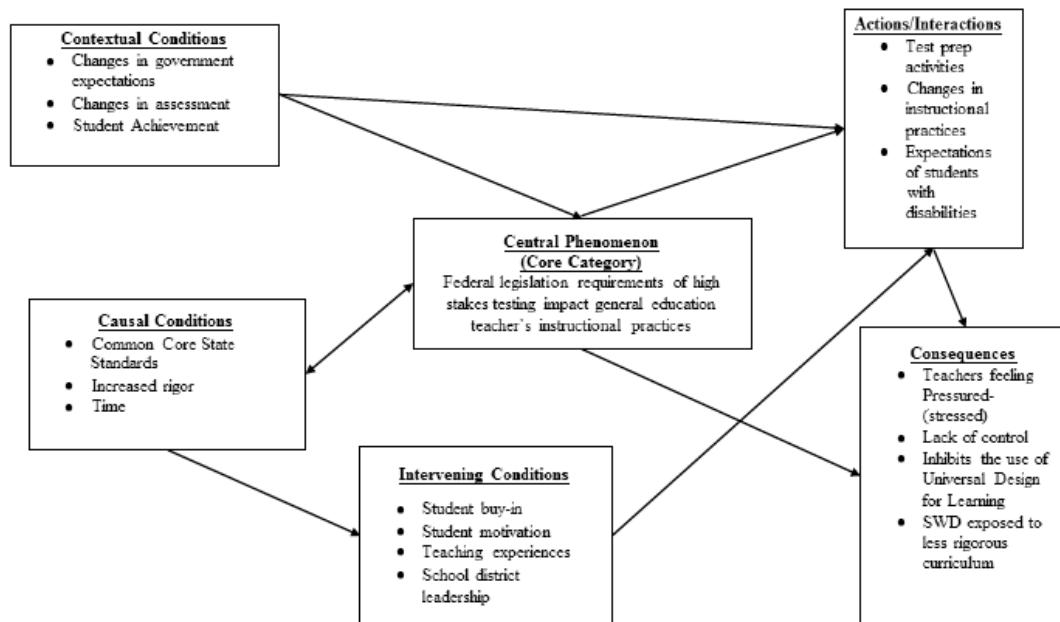 Contextual Conditions
● Changes in government
expectations
● Changes in assessment
● Student Achievement
Actions/Interactions
● Test prep
activities
● Changes in
instructional
practices
● Expectations
of students
with
disabilities
Central Phenomenon
(Core Category)
Federal legislation requirements of high
stakes testing impact general education
teacher`s instructional practices
Causal Conditions
● Common Core State
Standards
● Increased rigor
● Time
Intervening Conditions
● Student buy-in
● Student motivation
● Teaching experiences
● School district
leadership
Consequences
● Teachers feeling
Pressured-
(stressed)
● Lack of control
● Inhibits the use of
Universal Design
for Learning
● SWD exposed to
less rigorous
curriculum